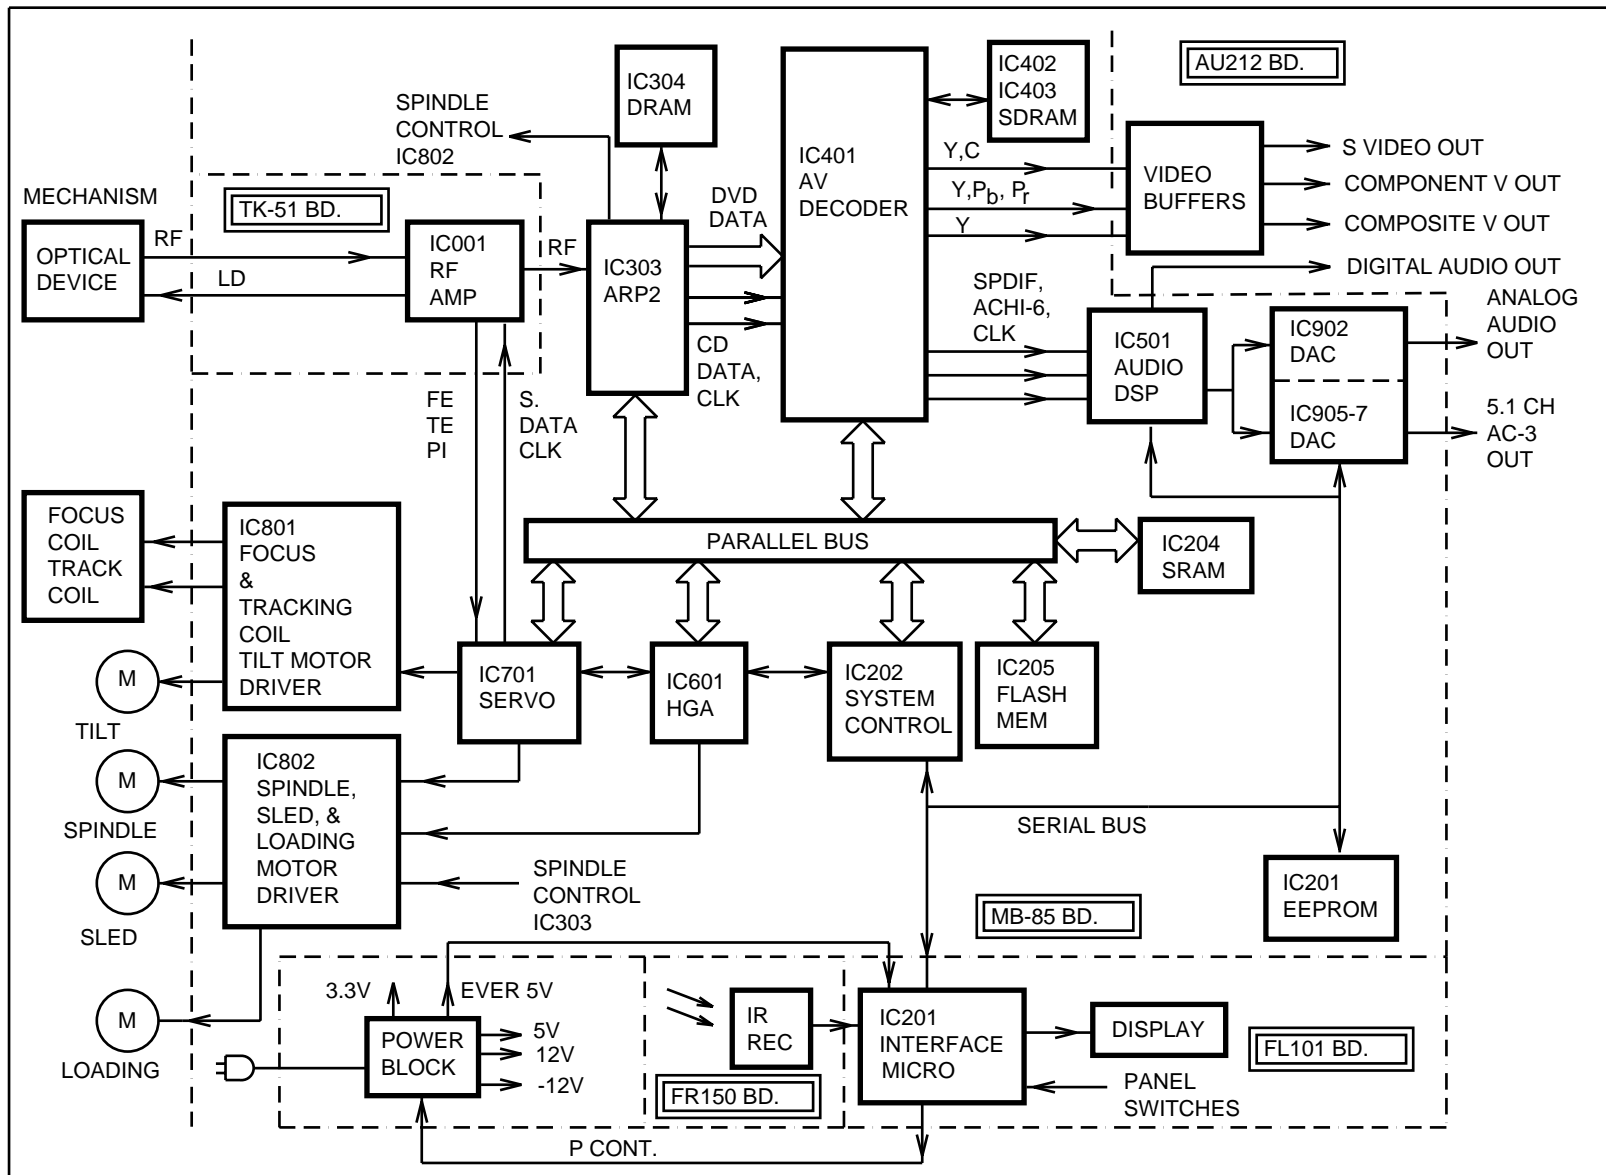 AU212 BD.
IC304
DRAM
IC402
IC403
SDRAM
SPINDLE
CONTROL
IC802
IC401
AV
DECODER
Y,C
Y,Pb, Pr
Y
VIDEO
BUFFERS
S VIDEO OUT
COMPONENT V OUT
COMPOSITE V OUT
DIGITAL AUDIO OUT
MECHANISM
TK-51 BD.
DVD
DATA
OPTICAL
DEVICE
RF
LD
IC001
RF
AMP
RF
IC303
ARP2
CD
DATA,
CLK
SPDIF,
ACHI-6,
CLK
IC501
AUDIO
DSP
IC902
DAC
IC905-7
DAC
ANALOG
AUDIO
OUT
5.1 CH
AC-3
OUT
FE
TE
PI
S.
DATA
CLK
FOCUS
COIL
TRACK
COIL
IC801
FOCUS
&
TRACKING
COIL
TILT MOTOR
DRIVER
PARALLEL BUS
IC204
SRAM
M
TILT
IC701
SERVO
IC601
HGA
IC202
SYSTEM
CONTROL
IC205
FLASH
MEM
M
SPINDLE
IC802
SPINDLE,
SLED, &
LOADING
MOTOR
DRIVER
SERIAL BUS
M
SLED
SPINDLE
CONTROL
IC303
MB-85 BD.
IC201
EEPROM
M
LOADING
3.3V
EVER 5V
POWER
BLOCK
5V
12V
-12V
IR
REC
FR150 BD.
IC201
INTERFACE
MICRO
DISPLAY
FL101 BD.
PANEL
SWITCHES
P CONT.